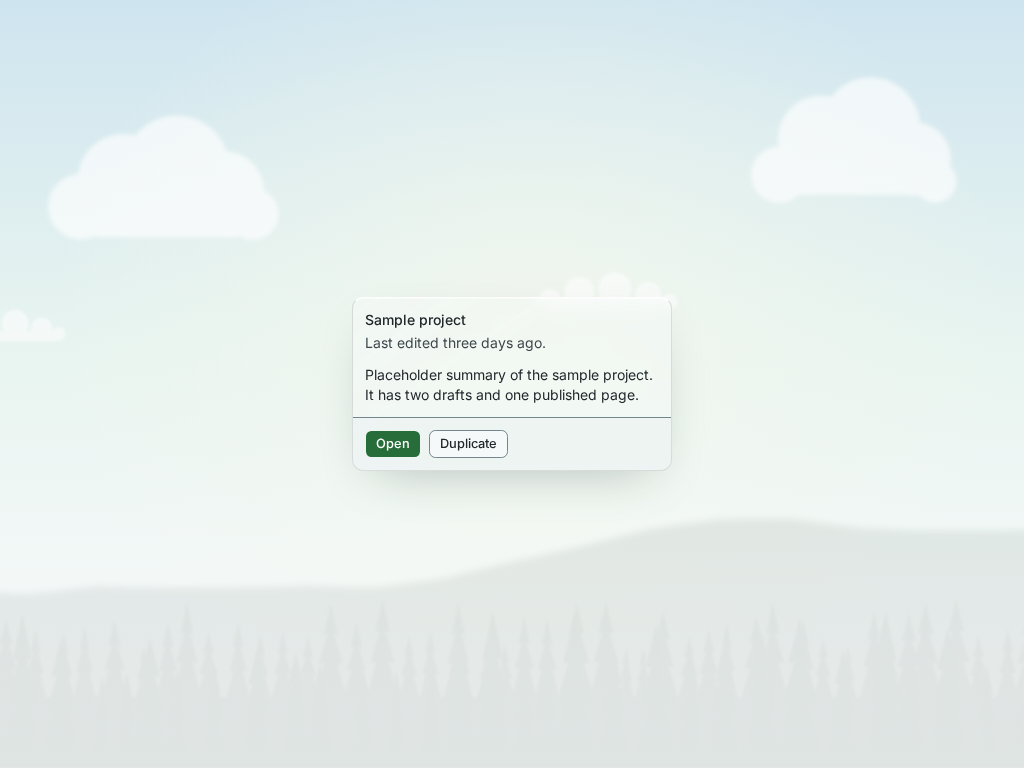 Sample project
Last edited three days ago.
Placeholder summary of the sample project.
It has two drafts and one published page.
Open
Duplicate